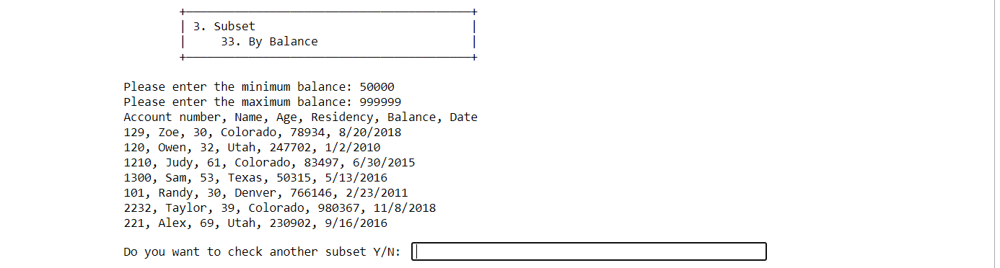 3. Subset
33. By Balance
Please enter the minimum balance: 50000
Please enter the maximum balance: 999999
Account number, Name, Age, Residency, Balance, Date
129, Zoe, 30, Colorado, 78934, 8/20/2018
120, Owen, 32, Utah, 247702, 1/2/2010
1210, Judy, 61, Colorado, 83497, 6/30/2015
1300, Sam, 53, Texas, 50315, 5/13/2016
101, Randy, 30, Denver, 766146, 2/23/2011
2232, Taylor, 39, Colorado, 980367, 11/8/2018
221, Alex, 69, Utah, 230902, 9/16/2016
Do you want to check another subset Y/N: